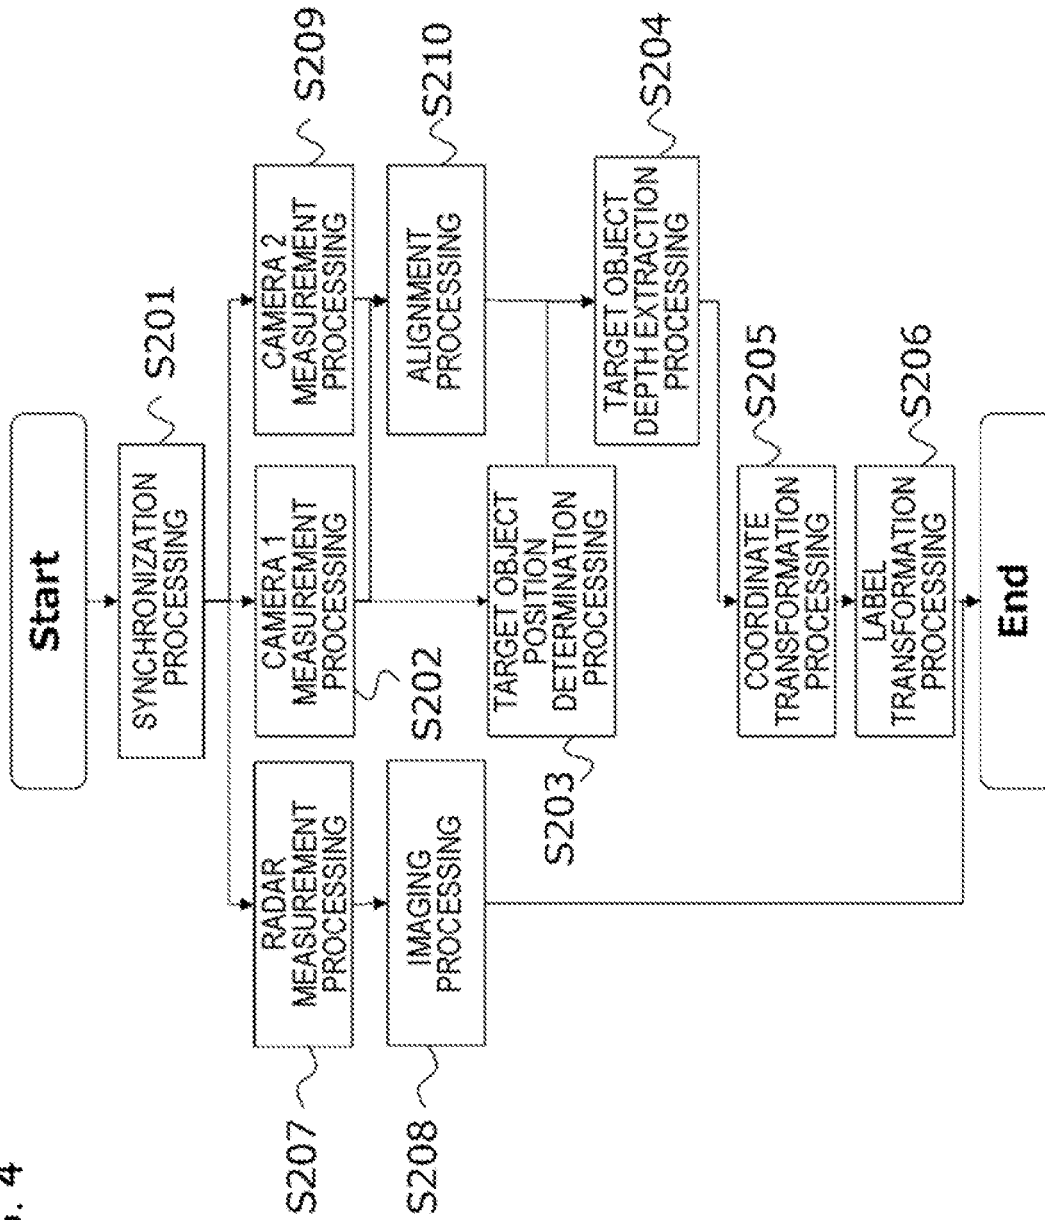 . 4
Start
SYNCHRONIZATION
PROCESSING
S201
RADAR
MEASUREMENT
PROCESSING
S207
CAMERA 1
MEASUREMENT
PROCESSING
S202
CAMERA 2
MEASUREMENT
PROCESSING
S209
IMAGING
PROCESSING
S208
ALIGNMENT
PROCESSING
S210
TARGET OBJECT
POSITION
DETERMINATION
PROCESSING
S203
TARGET OBJECT
DEPTH EXTRACTION
PROCESSING
S204
COORDINATE
TRANSFORMATION
PROCESSING
S205
LABEL
TRANSFORMATION
PROCESSING
S206
End